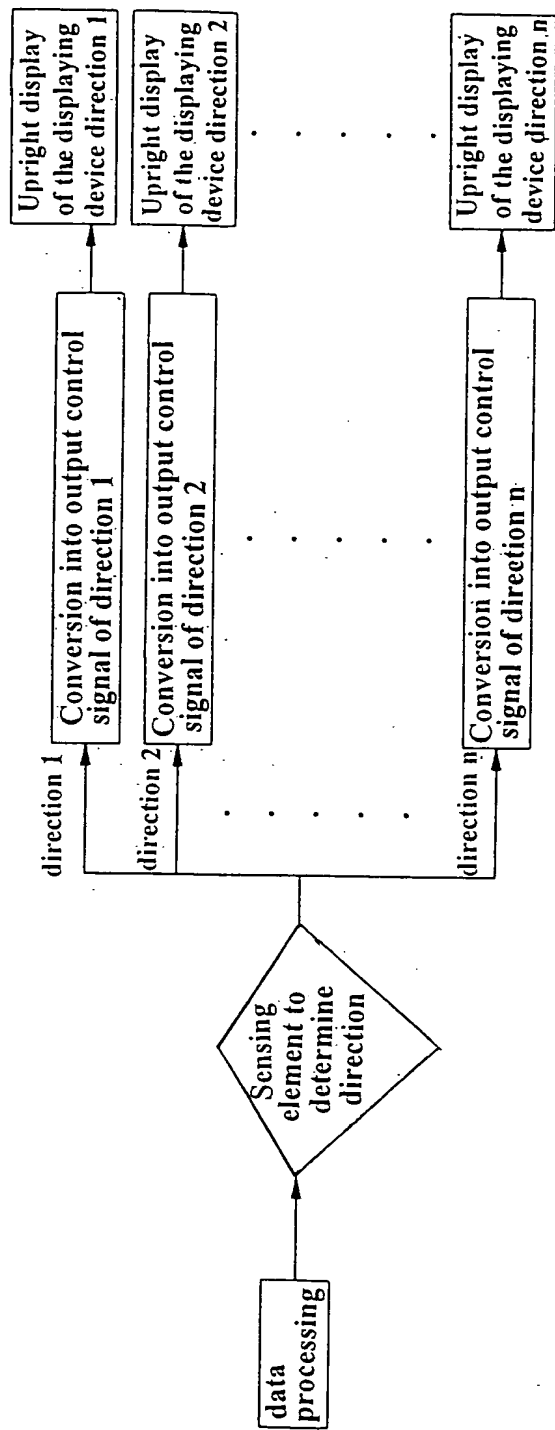 data
processing
Sensing
element to
determine
direction
direction 1
Conversion into output control
signal of direction 1
Upright display
of the displaying
device direction 1
direction 2
Conversion into output control
signal of direction 2
Upright display
of the displaying
device direction 2
direction n
Conversion into output control
signal of direction n
Upright display
of the displaying
device direction n